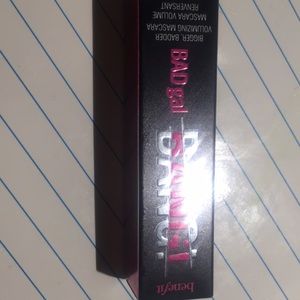 BIGGER, BADDER
VOLUMIZING MASCARA
MASCARA VOLUME
RENVERSANT
BADgal
BANG!
benefit